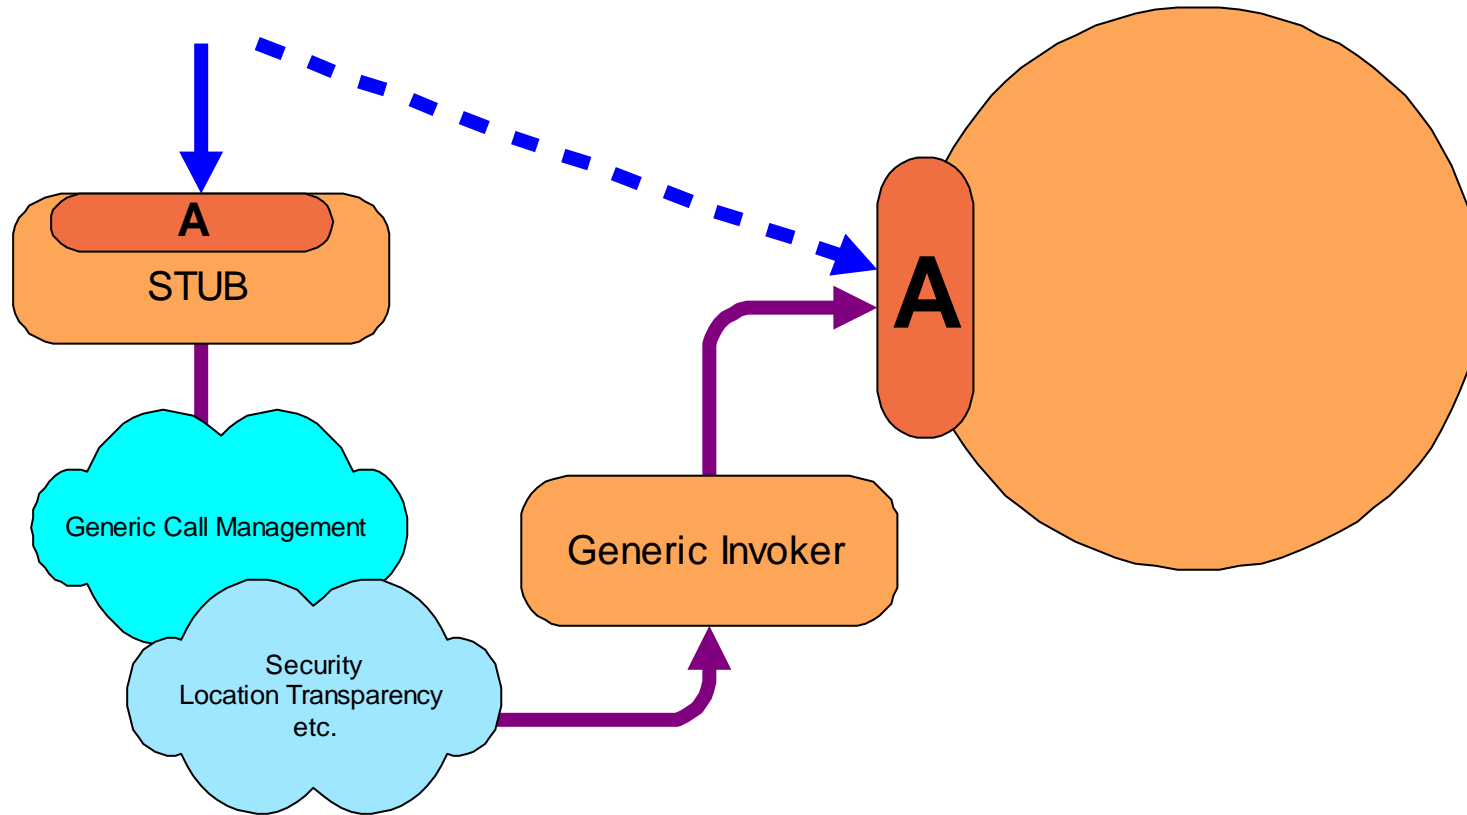 A
STUB
A
Generic Call Management
Generic Invoker
Security
Location Transparency
etc.